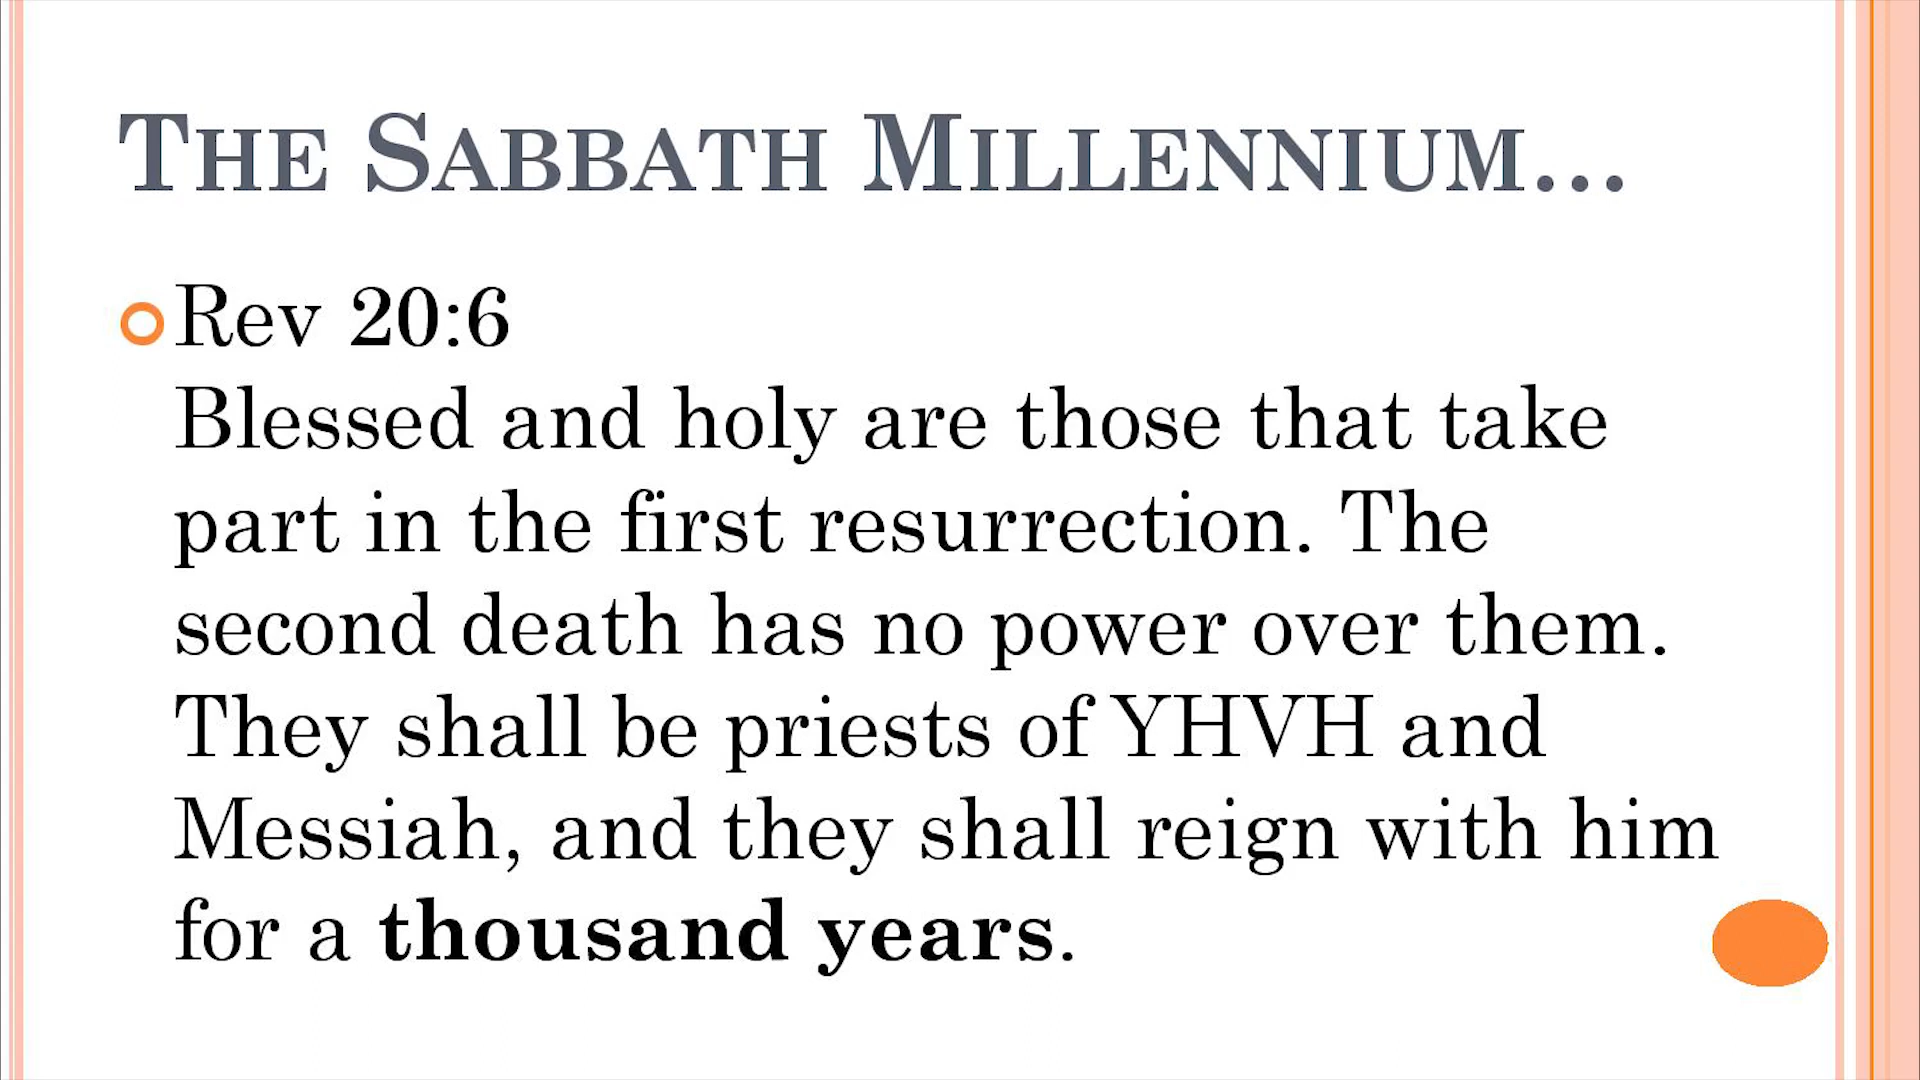 The Sabbath Millennium...
Rev 20:6
Blessed and holy are those that take
part in the first resurrection. The
second death has no power over them.
They shall be priests of YHVH and
Messiah, and they shall reign with him
for a thousand years.